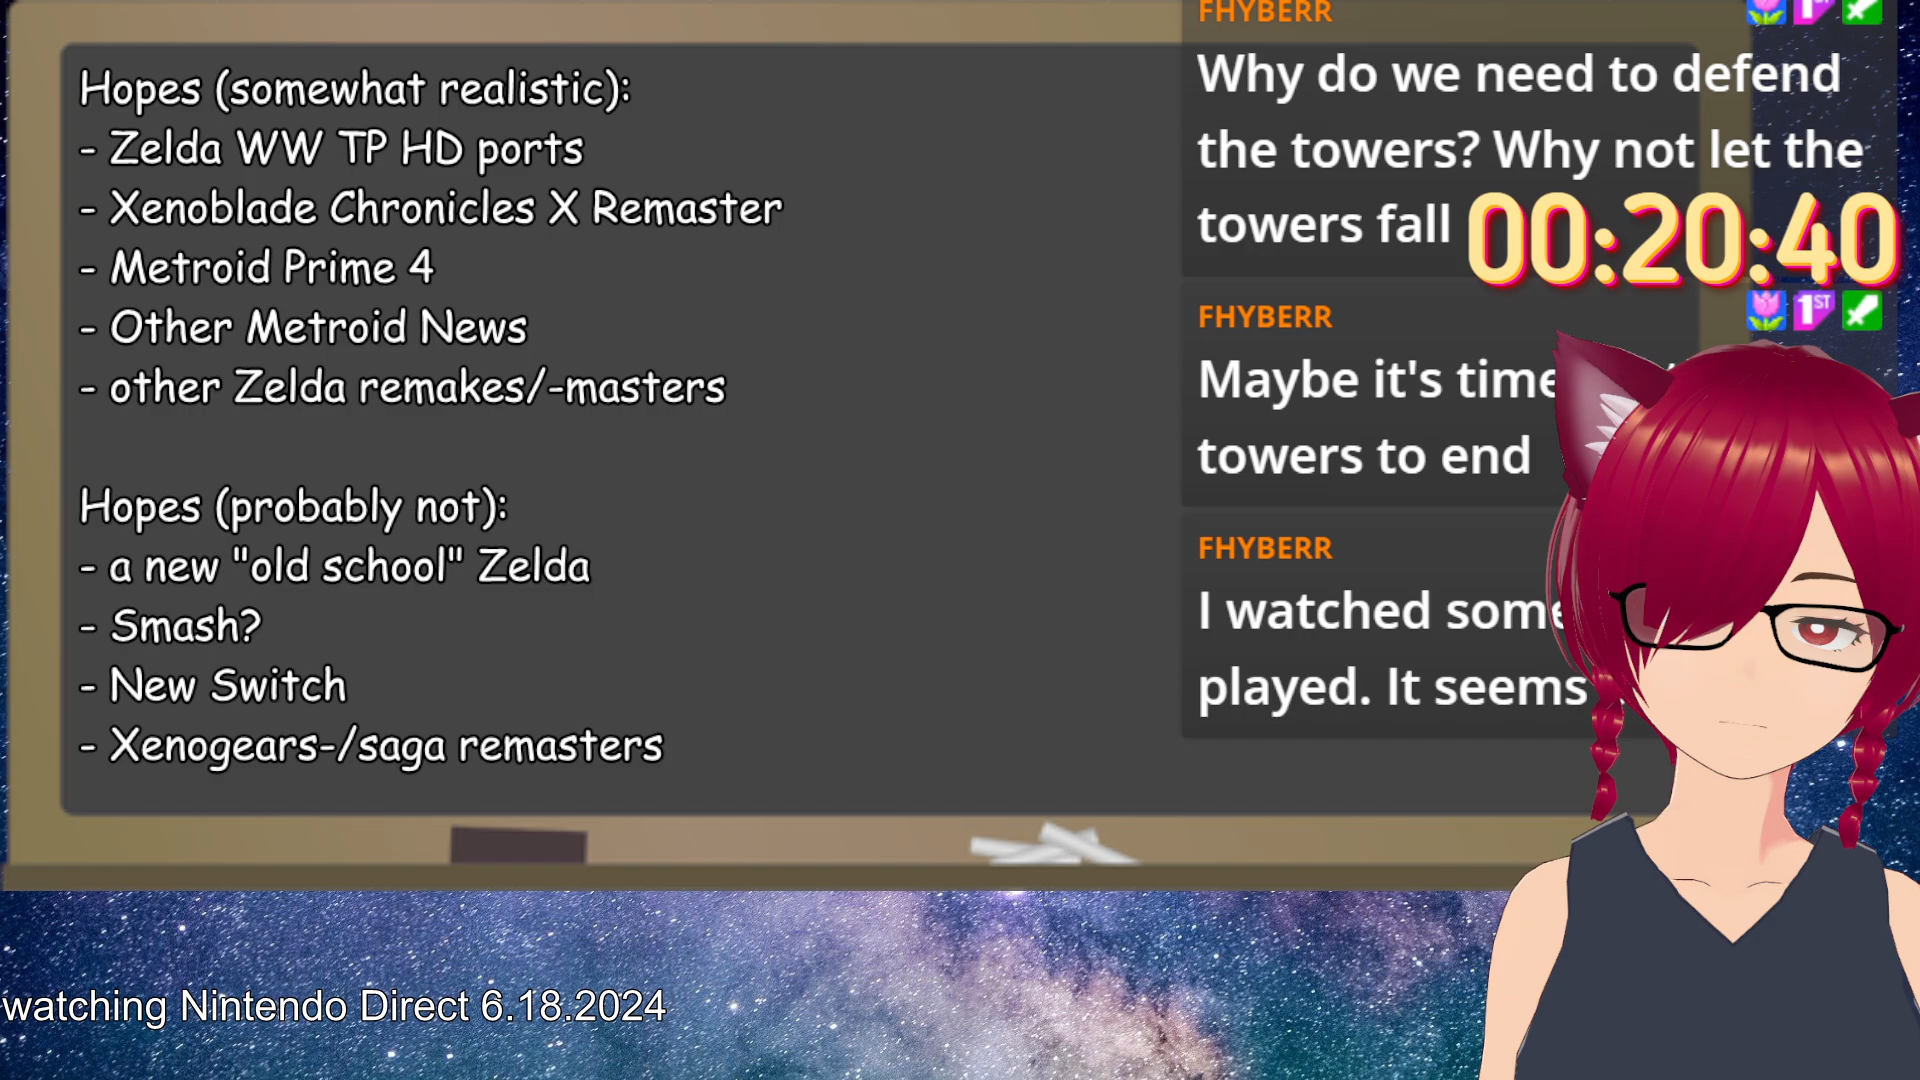 Hopes (somewhat realistic):
- Zelda WW TP HD ports
- Xenoblade Chronicles X Remaster
- Metroid Prime 4
- Other Metroid News
- other Zelda remakes/-masters
Hopes (probably not):
- a new "old school" Zelda
- Smash?
- New Switch
- Xenogears-/saga remasters
FHYBERR
Why do we need to defend
the towers? Why not let the
towers fall
00:20:40
FHYBERR
1ST
Maybe it's time
towers to end
FHYBERR
I watched some
played. It seems
watching Nintendo Direct 6.18.2024